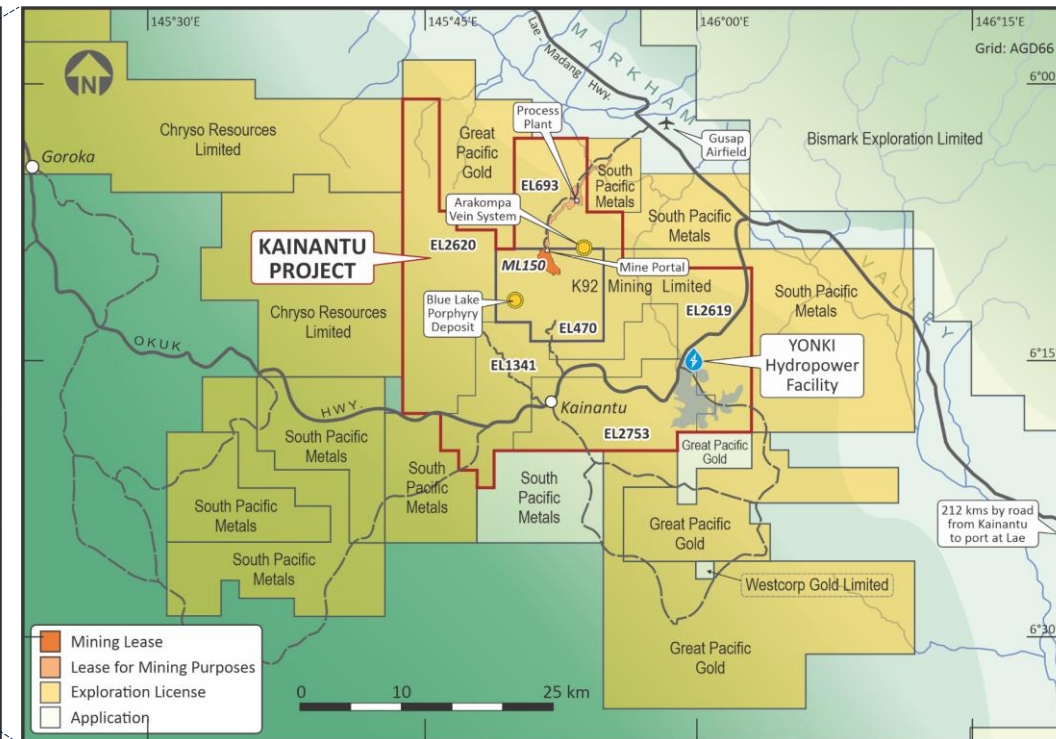 145°30'E
145°45'E
146°00'E
146°15'E
Grid: AGD66
6°00'
6°15'
6°30'
N
Lae - Madang Hwy.
MARKHAM
VALLEY
Goroka
Chryso Resources
Limited
Great
Pacific
Gold
Process
Plant
Gusap
Airfield
Bismark Exploration Limited
EL693
South
Pacific
Metals
Arakompa
Vein System
South Pacific
Metals
KAINANTU
PROJECT
EL2620
ML150
Mine Portal
K92 Mining Limited
Blue Lake
Porphyry
Deposit
EL470
EL2619
South Pacific
Metals
Chryso Resources
Limited
OKUK
HWY.
EL1341
YONKI
Hydropower
Facility
Kainantu
EL2753
South Pacific
Metals
South
Pacific
Metals
South
Pacific
Metals
Great Pacific
Gold
South Pacific
Metals
Great Pacific
Gold
212 kms by road
from Kainantu
to port at Lae
South Pacific
Metals
Westcorp Gold Limited
Great Pacific
Gold
Mining Lease
Lease for Mining Purposes
Exploration License
Application
0 10 25 km